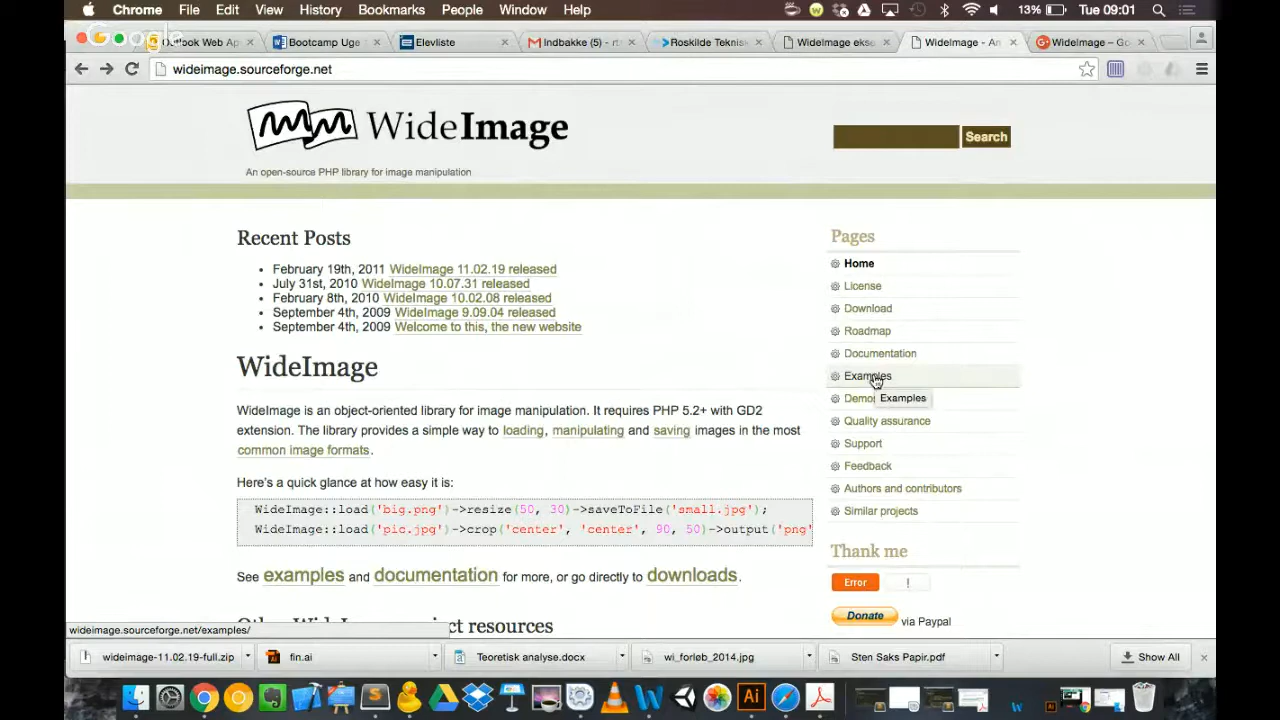 Chrome File Edit View History Bookmarks People Window Help 13% Tue 09:01
Google
Bootcamp Uge Elevliste Indbakke (5) - Roskilde Teknis WideImage eks WideImage - An WideImage – Go
wideimage.sourceforge.net
WideImage
An open-source PHP library for image manipulation
Search
Recent Posts
February 19th, 2011 WideImage 11.02.19 released
July 31st, 2010 WideImage 10.07.31 released
February 8th, 2010 WideImage 10.02.08 released
September 4th, 2009 WideImage 9.09.04 released
September 4th, 2009 Welcome to this, the new website
WideImage
WideImage is an object-oriented library for image manipulation. It requires PHP 5.2+ with GD2
extension. The library provides a simple way to loading, manipulating and saving images in the most
common image formats.
Here's a quick glance at how easy it is:
WideImage::load('big.png')->resize(50, 30)->saveToFile('small.jpg');
WideImage::load('pic.jpg')->crop('center', 'center', 90, 50)->output('png'
See examples and documentation for more, or go directly to downloads.
resources
Pages
Home
License
Download
Roadmap
Documentation
Examples
Examples
Quality assurance
Support
Feedback
Authors and contributors
Similar projects
Thank me
Error !
Donate via Paypal
wideimage.sourceforge.net/examples/
wideimage-11.02.19-full.zip fin.ai Teoretisk analyse.docx wi_forløb_2014.jpg Sten Saks Papir.pdf Show All